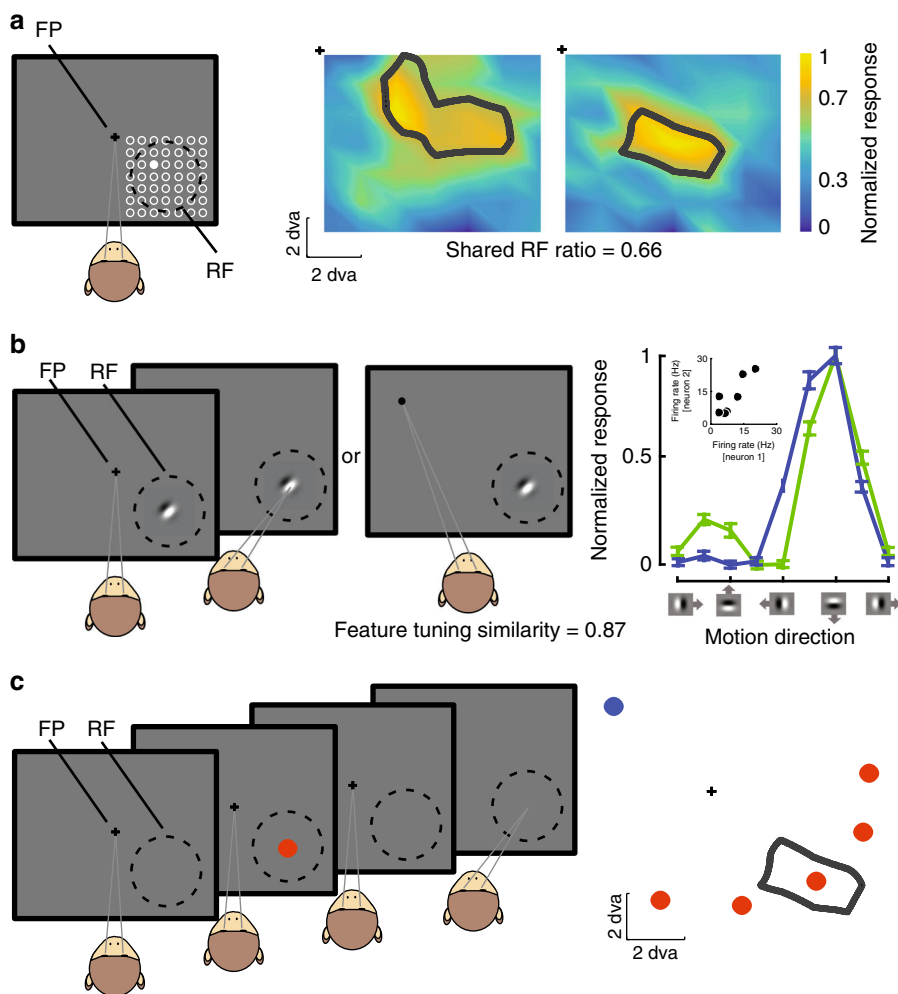 a
FP
RF
2 dva
2 dva
Shared RF ratio = 0.66
1
0.7
0.3
0
Normalized response
b
FP
RF
or
Feature tuning similarity = 0.87
Normalized response
1
0.5
0
Firing rate (Hz)
[neuron 2]
30
15
0
0
15
30
Firing rate (Hz)
[neuron 1]
Motion direction
c
FP
RF
2 dva
2 dva